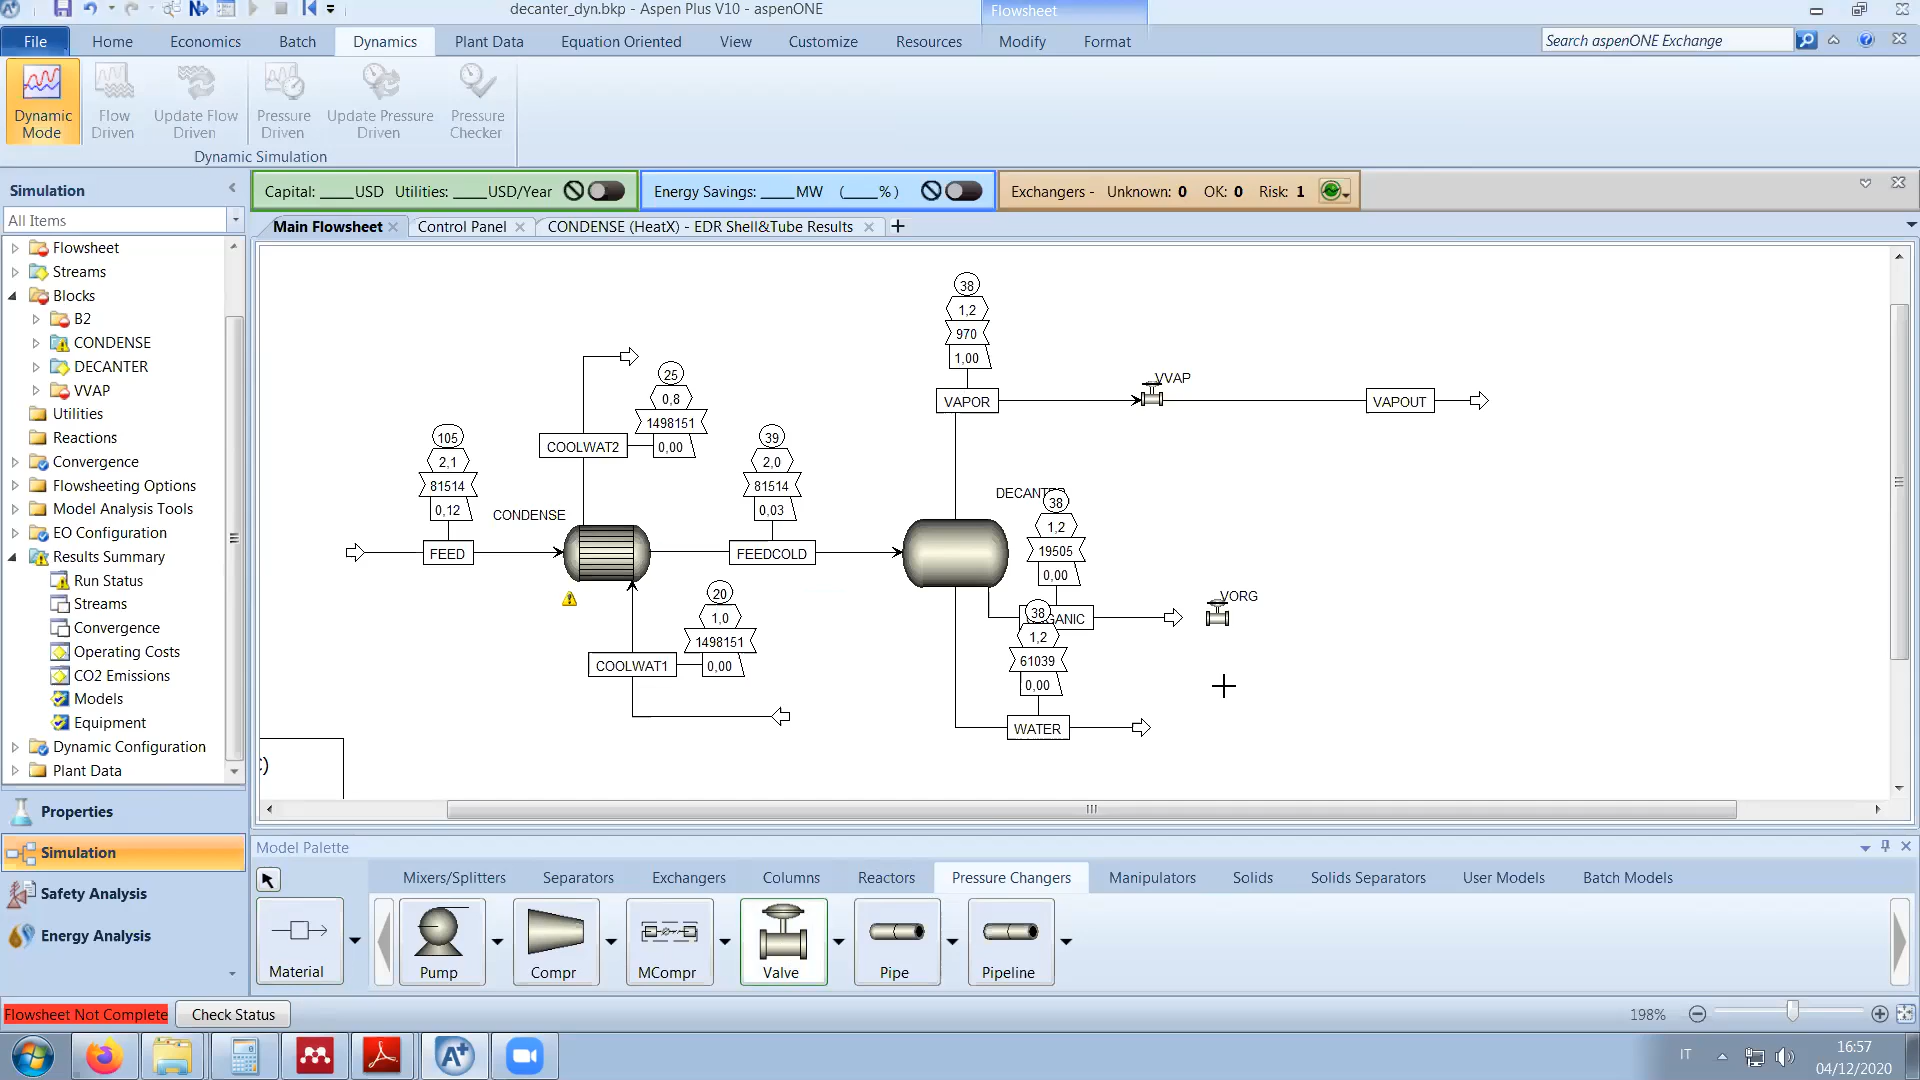 decanter_dyn.bkp - Aspen Plus V10 - aspenONE
Flowsheet
File
Home
Economics
Batch
Dynamics
Plant Data
Equation Oriented
View
Customize
Resources
Modify
Format
Search aspenONE Exchange
Dynamic
Mode
Flow
Driven
Update Flow
Driven
Pressure
Driven
Update Pressure
Driven
Pressure
Checker
Dynamic Simulation
Simulation
Capital: ____USD Utilities: ____USD/Year
Energy Savings: ____MW (____%)
Exchangers - Unknown: 0 OK: 0 Risk: 1
All Items
Main Flowsheet
Control Panel
CONDENSE (HeatX) - EDR Shell&Tube Results
Flowsheet
Streams
Blocks
B2
CONDENSE
DECANTER
VVAP
Utilities
Reactions
Convergence
Flowsheeting Options
Model Analysis Tools
EO Configuration
Results Summary
Run Status
Streams
Convergence
Operating Costs
CO2 Emissions
Models
Equipment
Dynamic Configuration
Plant Data
Properties
Simulation
Safety Analysis
Energy Analysis
38
1,2
970
1,00
VAPOR
VVAP
VAPOUT
25
0,8
1498151
0,00
COOLWAT2
105
2,1
81514
0,12
FEED
CONDENSE
39
2,0
81514
0,03
FEEDCOLD
20
1,0
1498151
0,00
COOLWAT1
38
1,2
19505
0,00
VORG
38
1,2
61039
0,00
WATER
Model Palette
Mixers/Splitters
Separators
Exchangers
Columns
Reactors
Pressure Changers
Manipulators
Solids
Solids Separators
User Models
Batch Models
Material
Pump
Compr
MCompr
Valve
Pipe
Pipeline
Flowsheet Not Complete
Check Status
198%
IT
16:57
04/12/2020